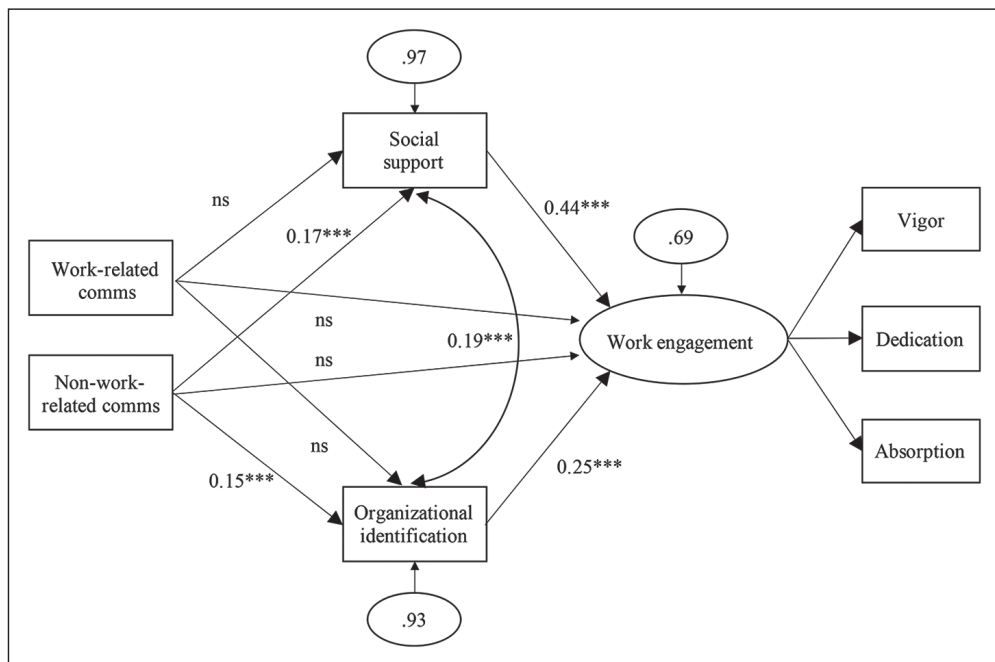 .97
Social
support
ns
0.17***
0.44***
.69
Vigor
Work-related
comms
ns
0.19***
Work engagement
Dedication
ns
Non-work-
related comms
ns
0.15***
0.25***
Absorption
Organizational
identification
.93